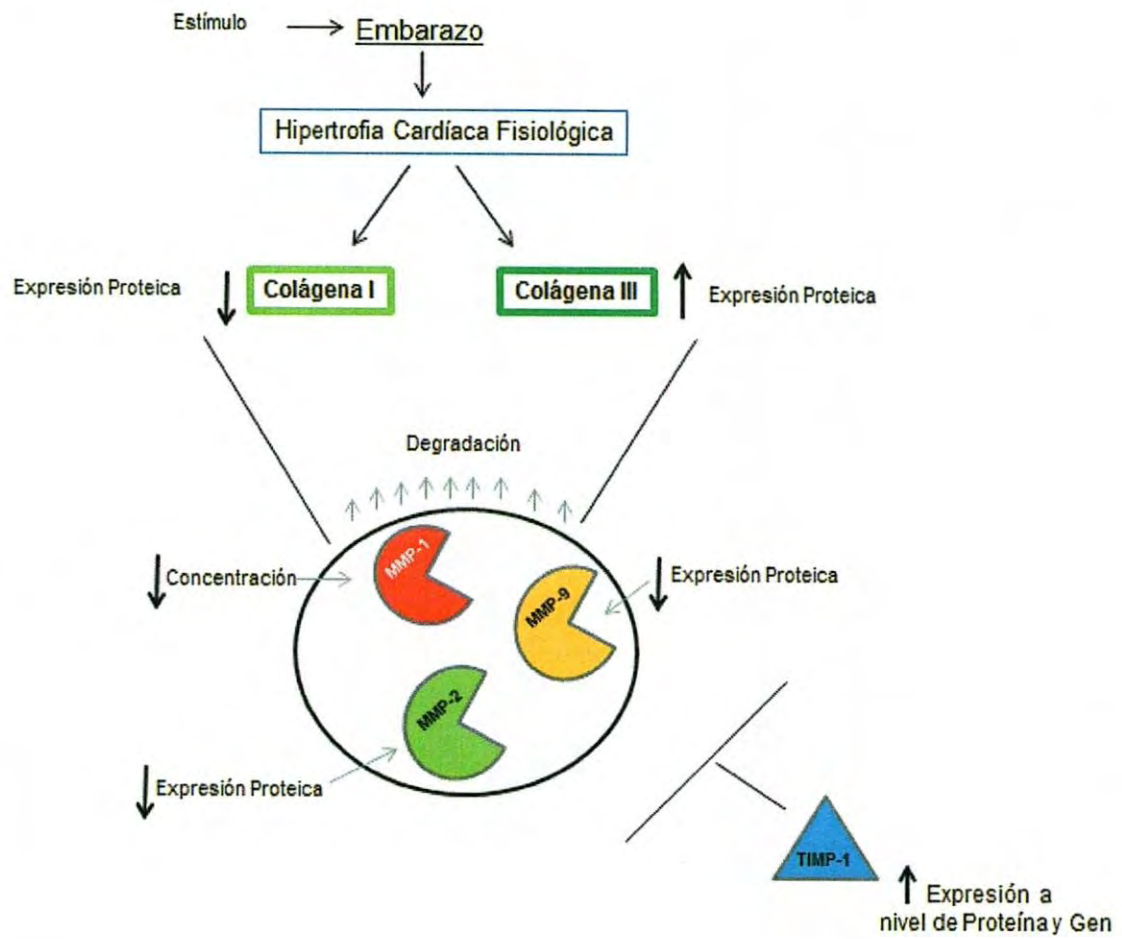 Estímulo
Embarazo
Hipertrofia Cardíaca Fisiológica
Expresión Proteica
Colágena I
Colágena III
Expresión Proteica
Degradación
MMP-1
Concentración
MMP-9
Expresión Proteica
MMP-2
Expresión Proteica
TIMP-1
Expresión a
nivel de Proteína y Gen